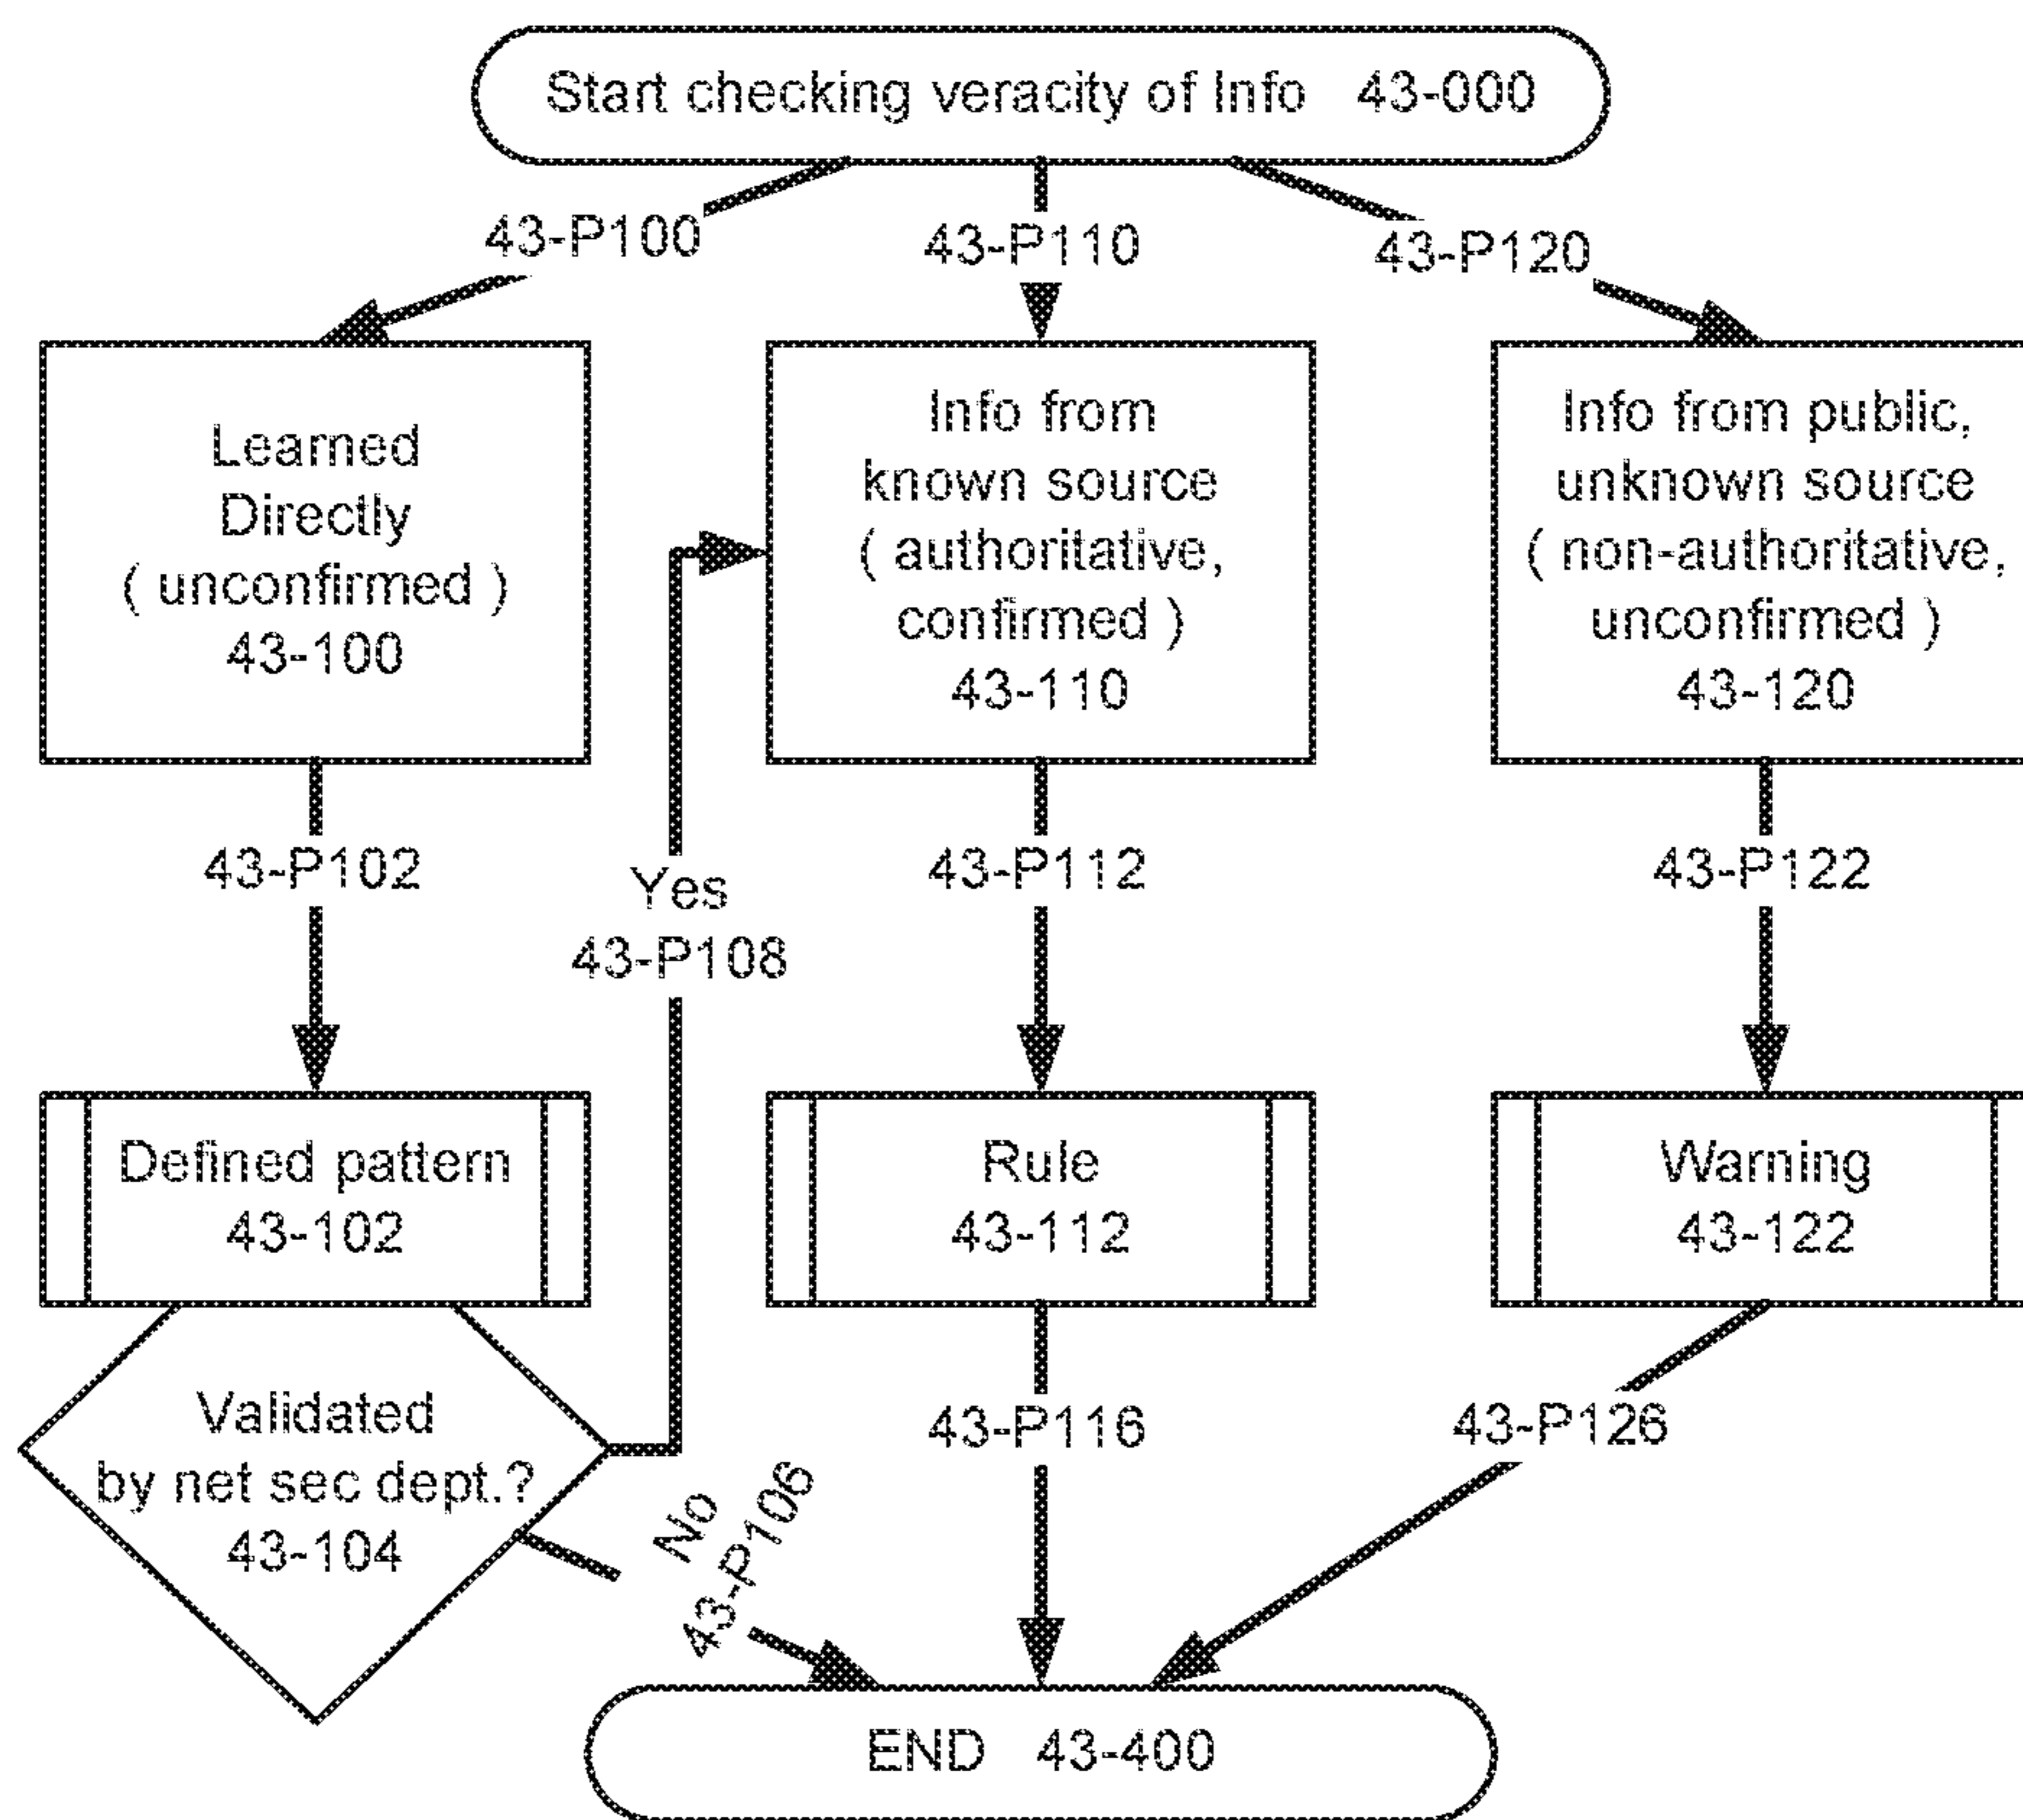 Start checking veracity of Info 43-000
43-P100
43-P110
43-P120
Learned
Directly
( unconfirmed )
43-100
Info from
known source
( authoritative,
confirmed )
43-110
Info from public,
unknown source
( non-authoritative,
unconfirmed )
43-120
43-P102
Yes
43-P108
43-P112
43-P122
Defined pattern
43-102
Rule
43-112
Warning
43-122
Validated
by net sec dept.?
43-104
No
43-P106
43-P116
43-P126
END 43-400